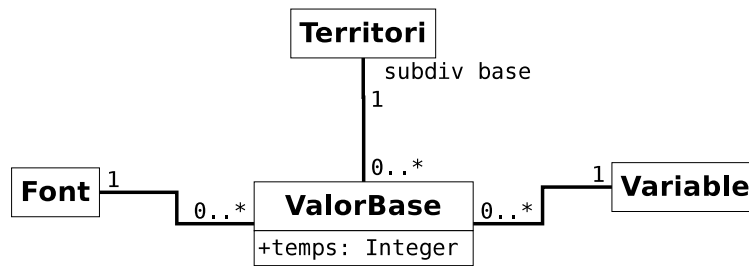 Territori
subdiv base
1
0..*
Font
1
0..*
ValorBase
+temps: Integer
0..*
1
Variable